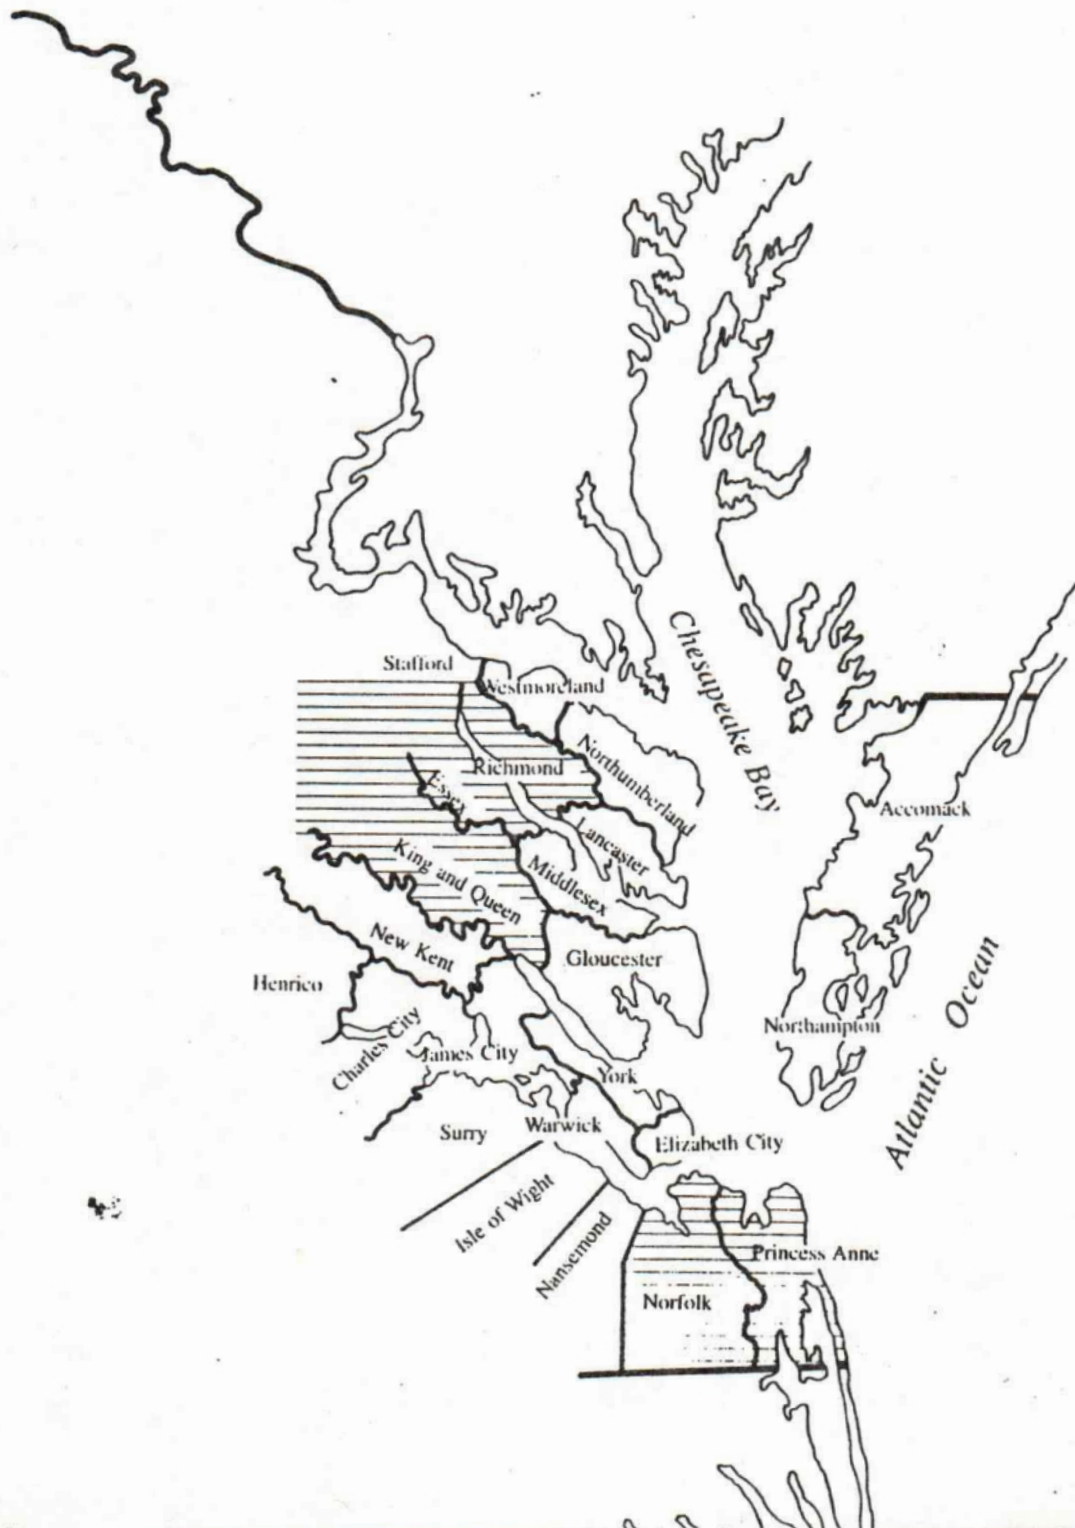 Chesapeake Bay
Stafford
Westmoreland
Richmond
Northumberland
Essex
Lancaster
Accomack
King and Queen
Middlesex
New Kent
Gloucester
Henrico
Northampton
Atlantic Ocean
Charles City
James City
York
Surry
Warwick
Elizabeth City
Isle of Wight
Nansemond
Princess Anne
Norfolk